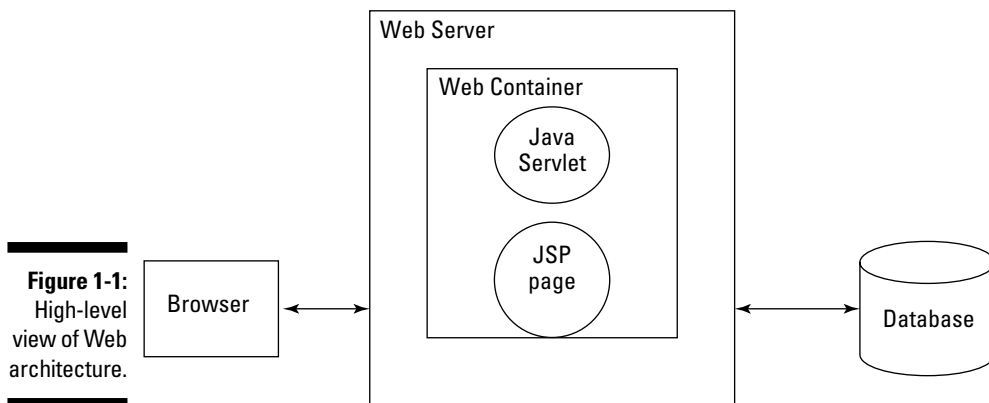 Web Server
Web Container
Java
Servlet
JSP
page
Browser
Database
Figure 1-1:
High-level
view of Web
architecture.